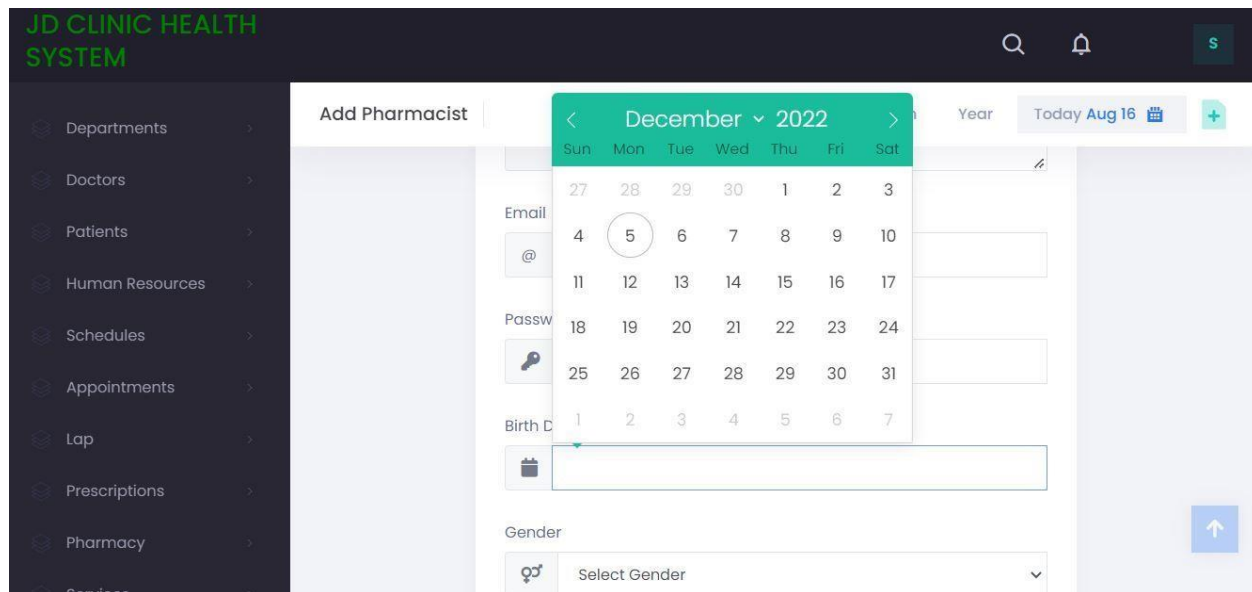 JD CLINIC HEALTH
SYSTEM
S
Departments
Doctors
Patients
Human Resources
Schedules
Appointments
Lap
Prescriptions
Pharmacy
Add Pharmacist
Year
Today Aug 16
December 2022
Sun Mon Tue Wed Thu Fri Sat
27 28 29 30 1 2 3
4 5 6 7 8 9 10
11 12 13 14 15 16 17
18 19 20 21 22 23 24
25 26 27 28 29 30 31
1 2 3 4 5 6 7
Email
@
Passw
Birth D
Gender
Select Gender